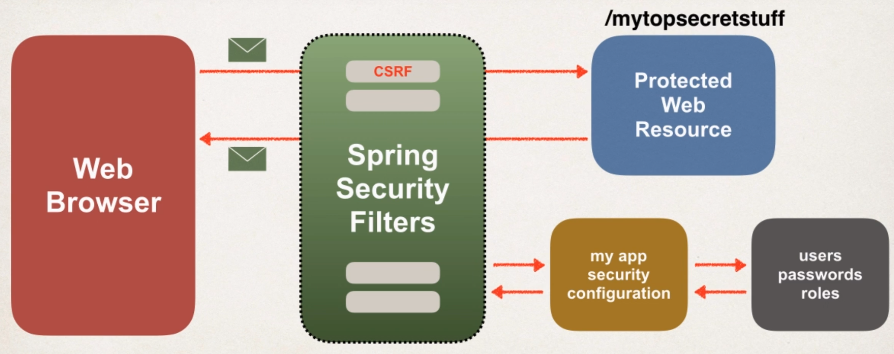 /mytopsecretstuff
CSRF
Web
Browser
Spring
Security
Filters
Protected
Web
Resource
my app
security
configuration
users
passwords
roles